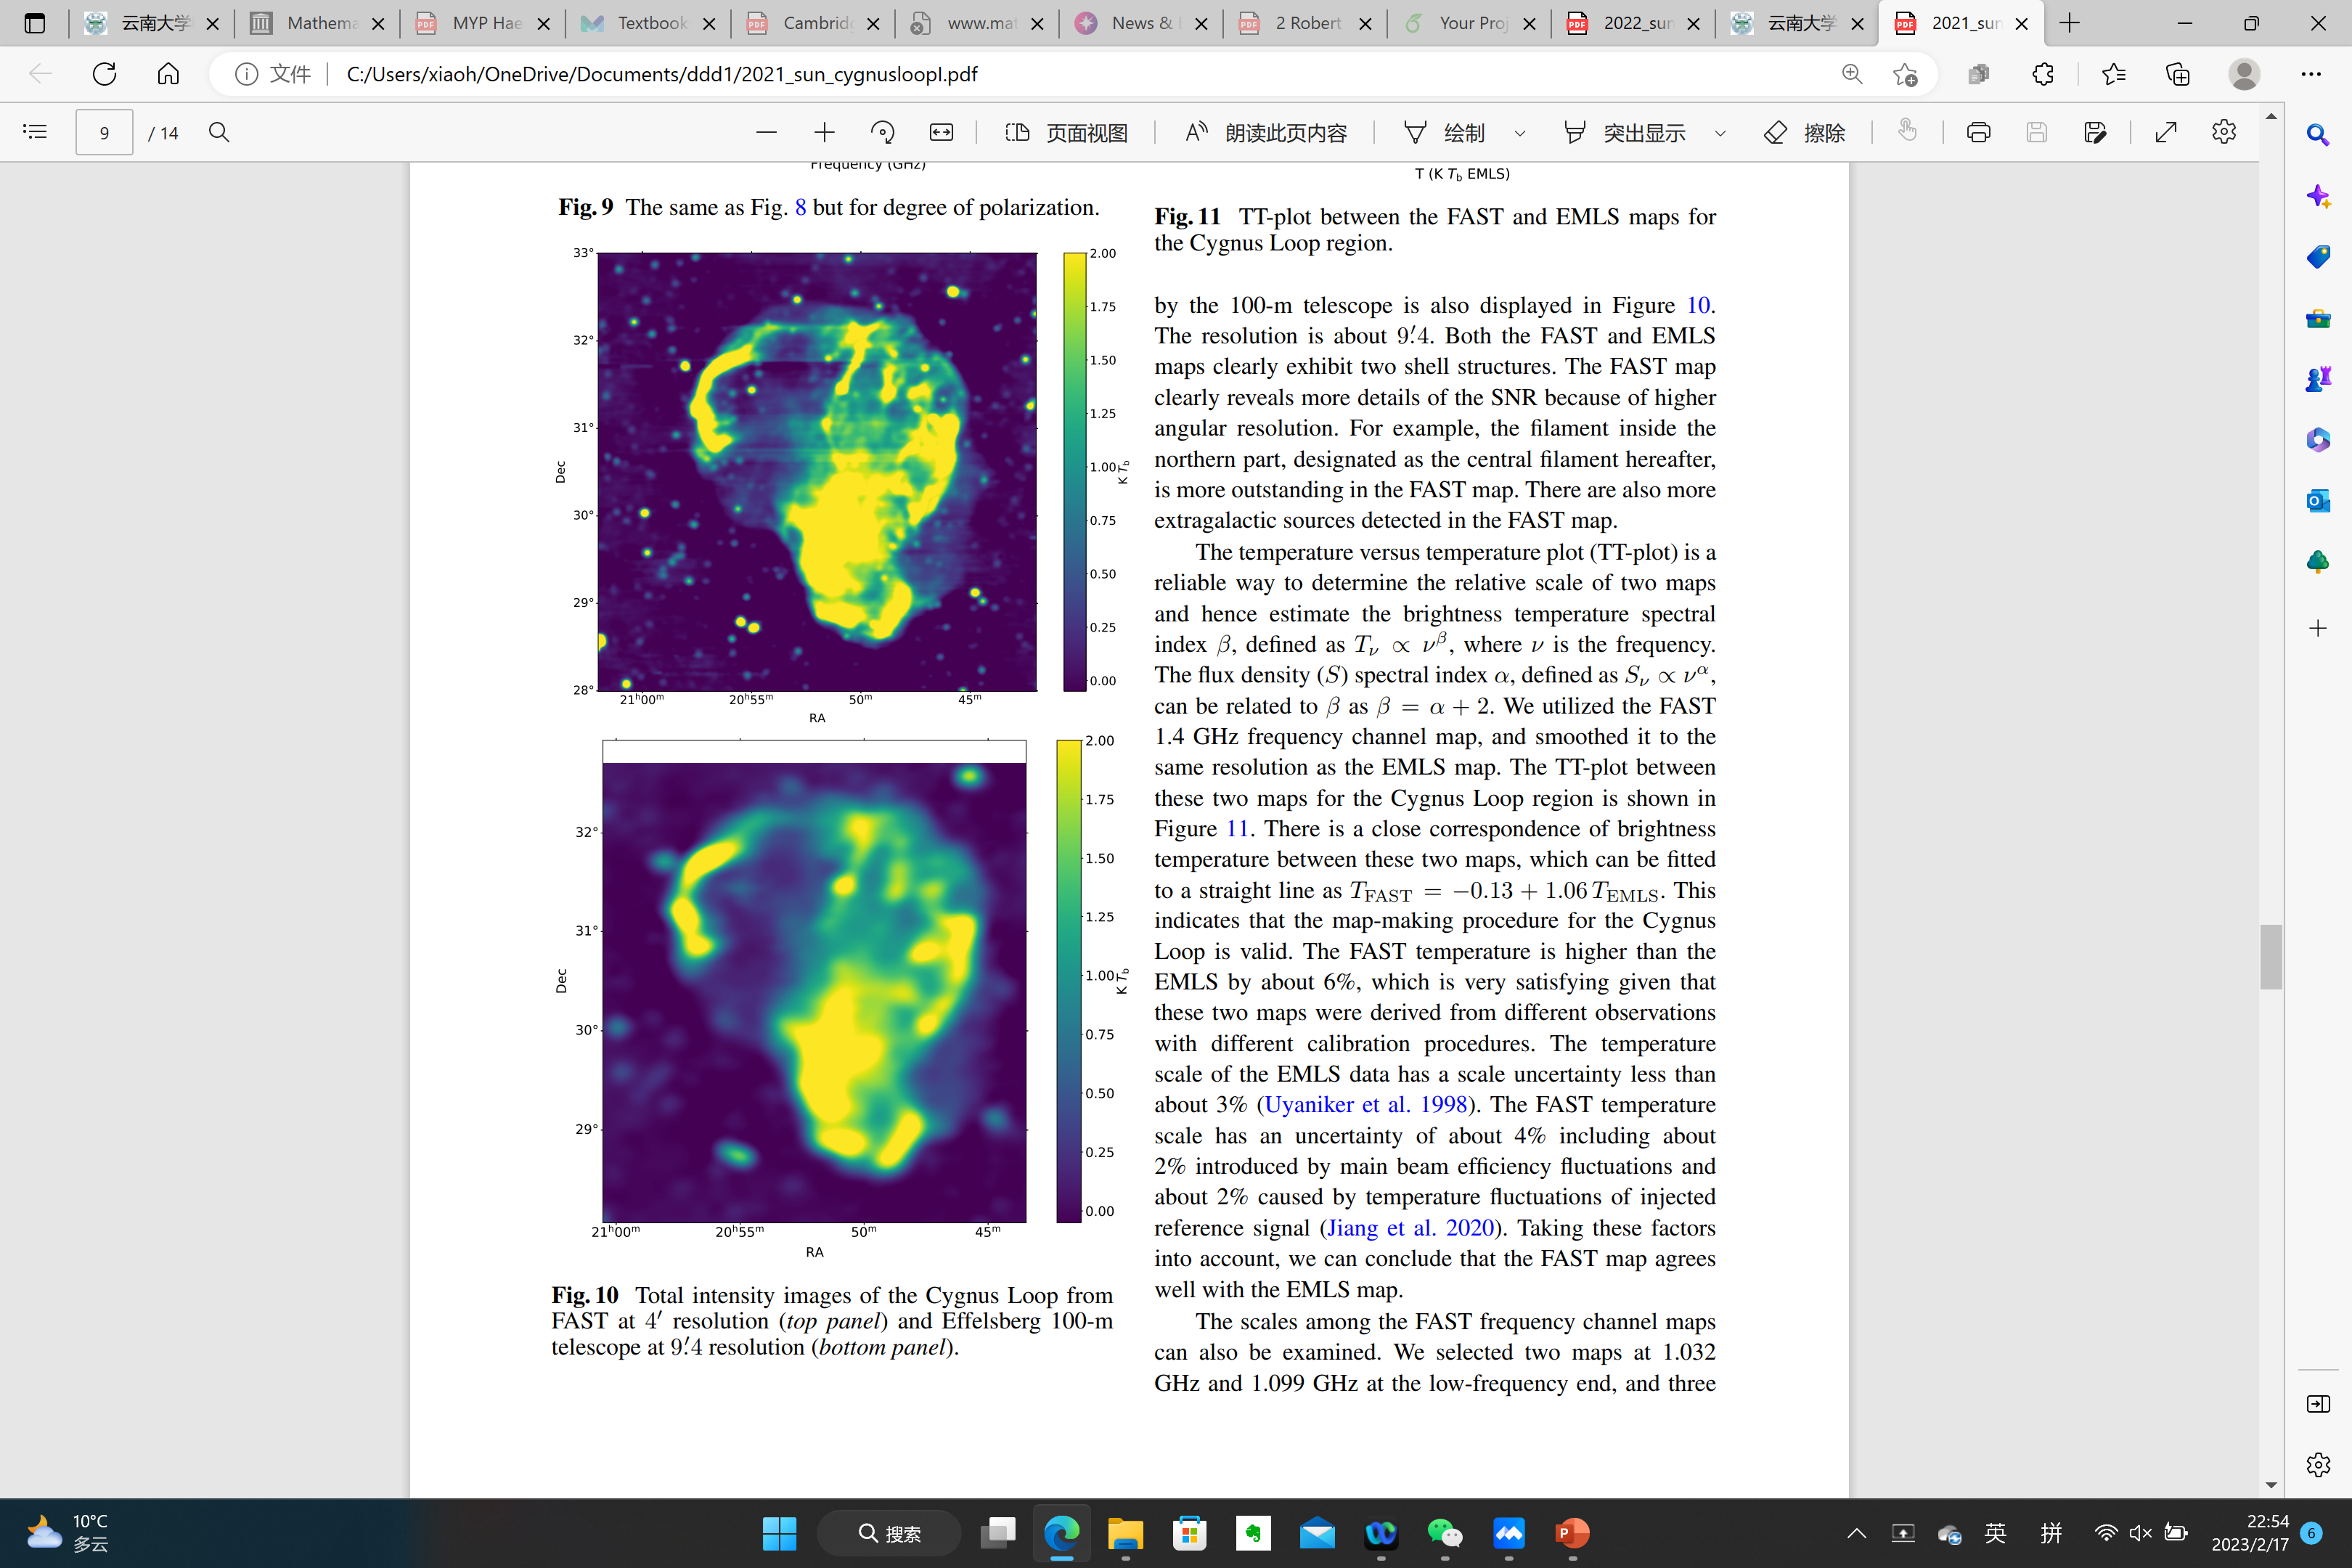 云南大学
Mathema
MYP Hae
Textbook
Cambridg
www.mat
News &
2 Robert
Your Proj
2022_sun
云南大学
2021_sun
文件
C:/Users/xiaoh/OneDrive/Documents/ddd1/2021_sun_cygnusloopI.pdf
9 / 14
页面视图
朗读此页内容
绘制
突出显示
擦除
Frequency (GHz)
Fig. 9 The same as Fig. 8 but for degree of polarization.
33°
32°
31°
30°
29°
28°
Dec
21ʰ00ᵐ 20ʰ55ᵐ 50ᵐ 45ᵐ
RA
2.00
1.75
1.50
1.25
1.00
0.75
0.50
0.25
0.00
K T_b
32°
31°
30°
29°
Dec
21ʰ00ᵐ 20ʰ55ᵐ 50ᵐ 45ᵐ
RA
2.00
1.75
1.50
1.25
1.00
0.75
0.50
0.25
0.00
K T_b
Fig. 10 Total intensity images of the Cygnus Loop from
FAST at 4′ resolution (top panel) and Effelsberg 100-m
telescope at 9′.4 resolution (bottom panel).
T (K T_b EMLS)
Fig. 11 TT-plot between the FAST and EMLS maps for
the Cygnus Loop region.
by the 100-m telescope is also displayed in Figure 10.
The resolution is about 9′.4. Both the FAST and EMLS
maps clearly exhibit two shell structures. The FAST map
clearly reveals more details of the SNR because of higher
angular resolution. For example, the filament inside the
northern part, designated as the central filament hereafter,
is more outstanding in the FAST map. There are also more
extragalactic sources detected in the FAST map.
The temperature versus temperature plot (TT-plot) is a
reliable way to determine the relative scale of two maps
and hence estimate the brightness temperature spectral
index β, defined as T_ν ∝ ν^β, where ν is the frequency.
The flux density (S) spectral index α, defined as S_ν ∝ ν^α,
can be related to β as β = α + 2. We utilized the FAST
1.4 GHz frequency channel map, and smoothed it to the
same resolution as the EMLS map. The TT-plot between
these two maps for the Cygnus Loop region is shown in
Figure 11. There is a close correspondence of brightness
temperature between these two maps, which can be fitted
to a straight line as T_FAST = −0.13 + 1.06 T_EMLS. This
indicates that the map-making procedure for the Cygnus
Loop is valid. The FAST temperature is higher than the
EMLS by about 6%, which is very satisfying given that
these two maps were derived from different observations
with different calibration procedures. The temperature
scale of the EMLS data has a scale uncertainty less than
about 3% (Uyaniker et al. 1998). The FAST temperature
scale has an uncertainty of about 4% including about
2% introduced by main beam efficiency fluctuations and
about 2% caused by temperature fluctuations of injected
reference signal (Jiang et al. 2020). Taking these factors
into account, we can conclude that the FAST map agrees
well with the EMLS map.
The scales among the FAST frequency channel maps
can also be examined. We selected two maps at 1.032
GHz and 1.099 GHz at the low-frequency end, and three
10°C
多云
搜索
英
拼
22:54
2023/2/17
6